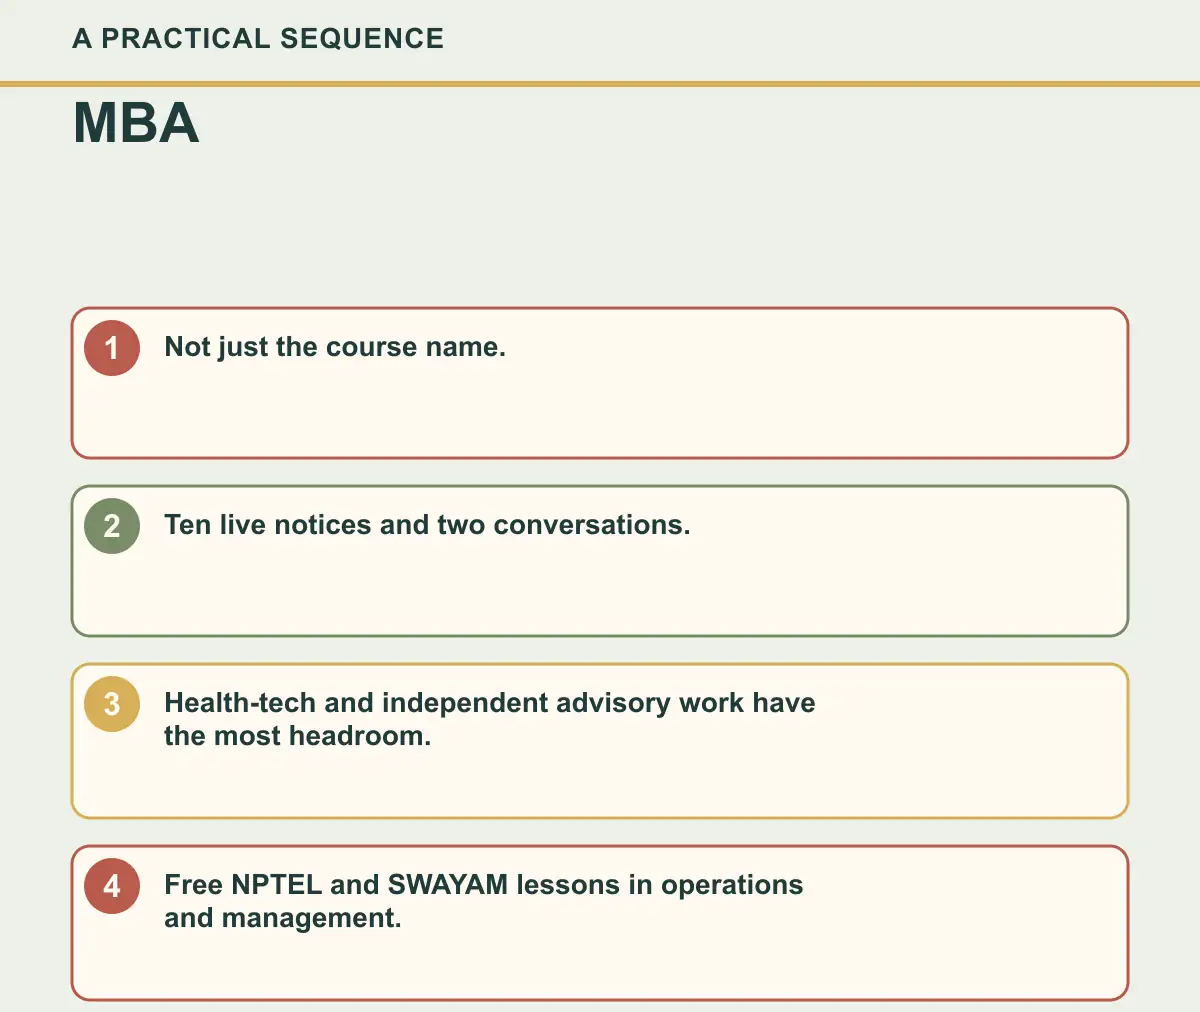 A PRACTICAL SEQUENCE
MBA
1
Not just the course name.
2
Ten live notices and two conversations.
3
Health-tech and independent advisory work have
the most headroom.
4
Free NPTEL and SWAYAM lessons in operations
and management.